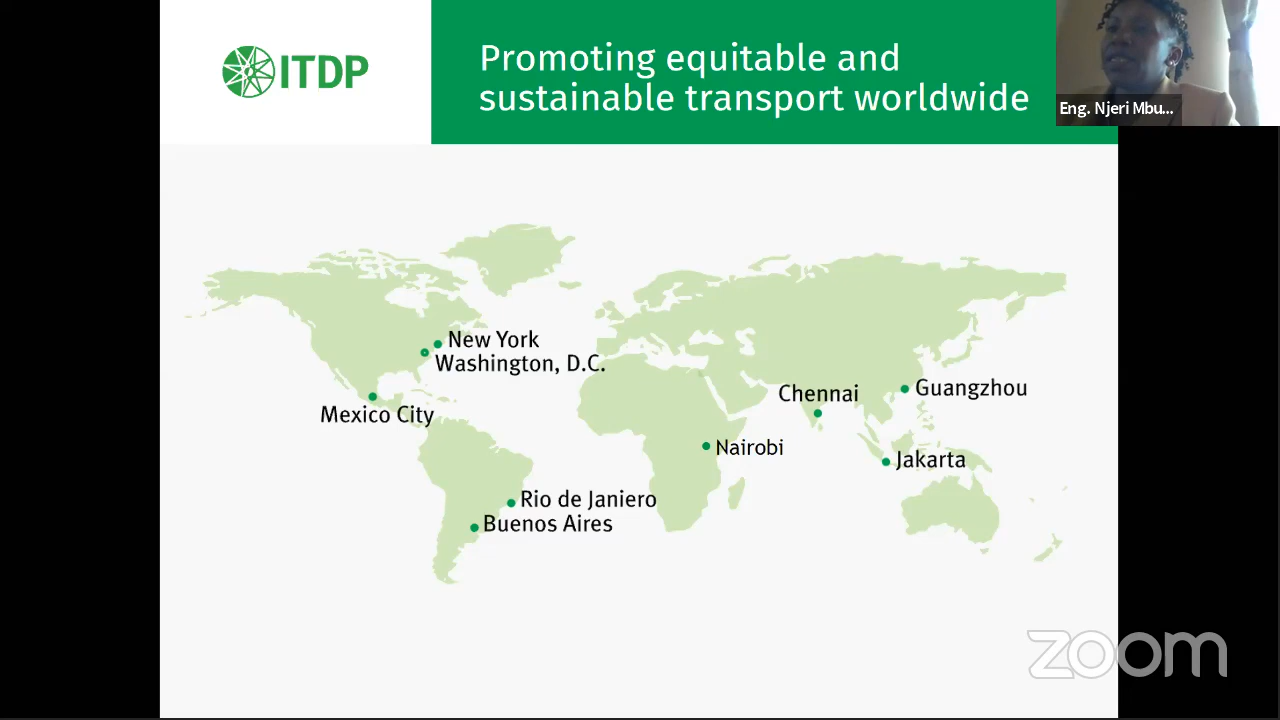 ITDP
Promoting equitable and
sustainable transport worldwide
Eng. Njeri Mbu...
New York
Washington, D.C.
Mexico City
Chennai
Guangzhou
Nairobi
Jakarta
Rio de Janiero
Buenos Aires
zoom